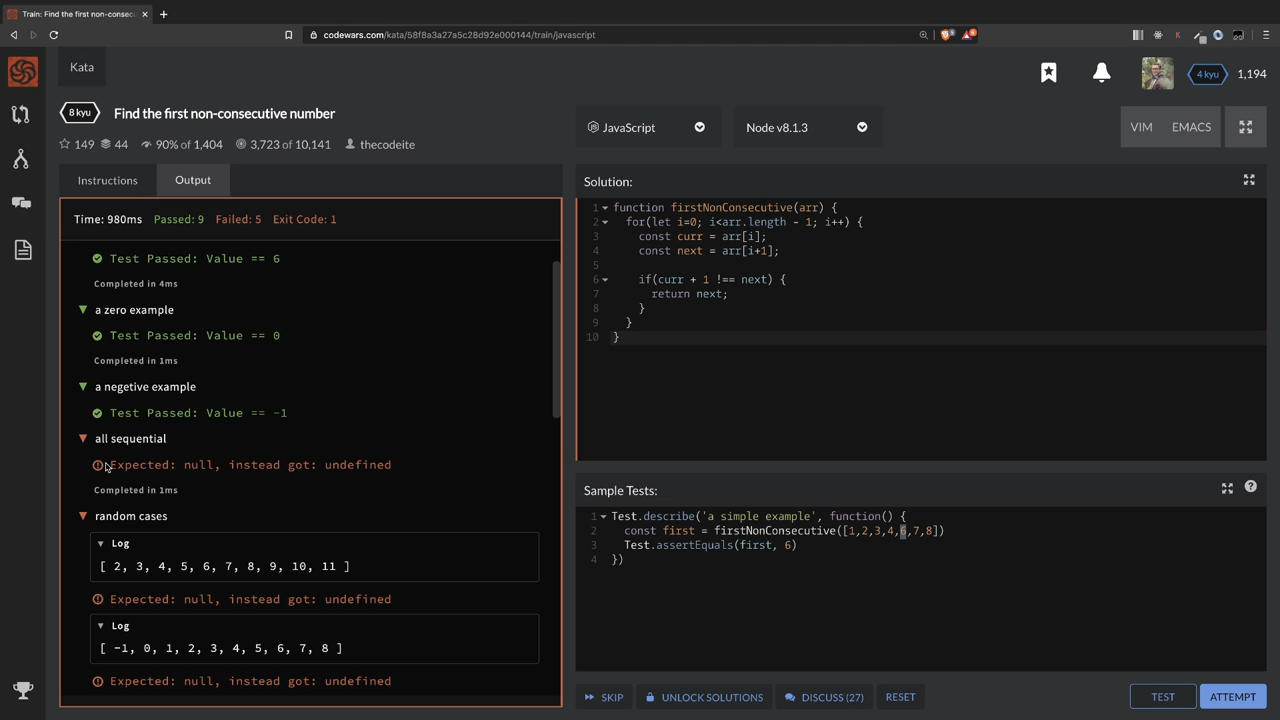 Train: Find the first non-consec
codewars.com/kata/58f8a3a27a5c28d92e000144/train/javascript
Kata
4 kyu
1,194
8 kyu
Find the first non-consecutive number
149
44
90% of 1,404
3,723 of 10,141
thecodeite
JavaScript
Node v8.1.3
VIM
EMACS
Instructions
Output
Time: 980ms Passed: 9 Failed: 5 Exit Code: 1
Test Passed: Value == 6
Completed in 4ms
a zero example
Test Passed: Value == 0
Completed in 1ms
a negetive example
Test Passed: Value == -1
all sequential
Expected: null, instead got: undefined
Completed in 1ms
random cases
Log
[ 2, 3, 4, 5, 6, 7, 8, 9, 10, 11 ]
Expected: null, instead got: undefined
Log
[ -1, 0, 1, 2, 3, 4, 5, 6, 7, 8 ]
Expected: null, instead got: undefined
Solution:
1 function firstNonConsecutive(arr) {
2 for(let i=0; i<arr.length - 1; i++) {
3 const curr = arr[i];
4 const next = arr[i+1];
5
6 if(curr + 1 !== next) {
7 return next;
8 }
9 }
10 }
Sample Tests:
1 Test.describe('a simple example', function() {
2 const first = firstNonConsecutive([1,2,3,4,6,7,8])
3 Test.assertEquals(first, 6)
4 })
SKIP
UNLOCK SOLUTIONS
DISCUSS (27)
RESET
TEST
ATTEMPT